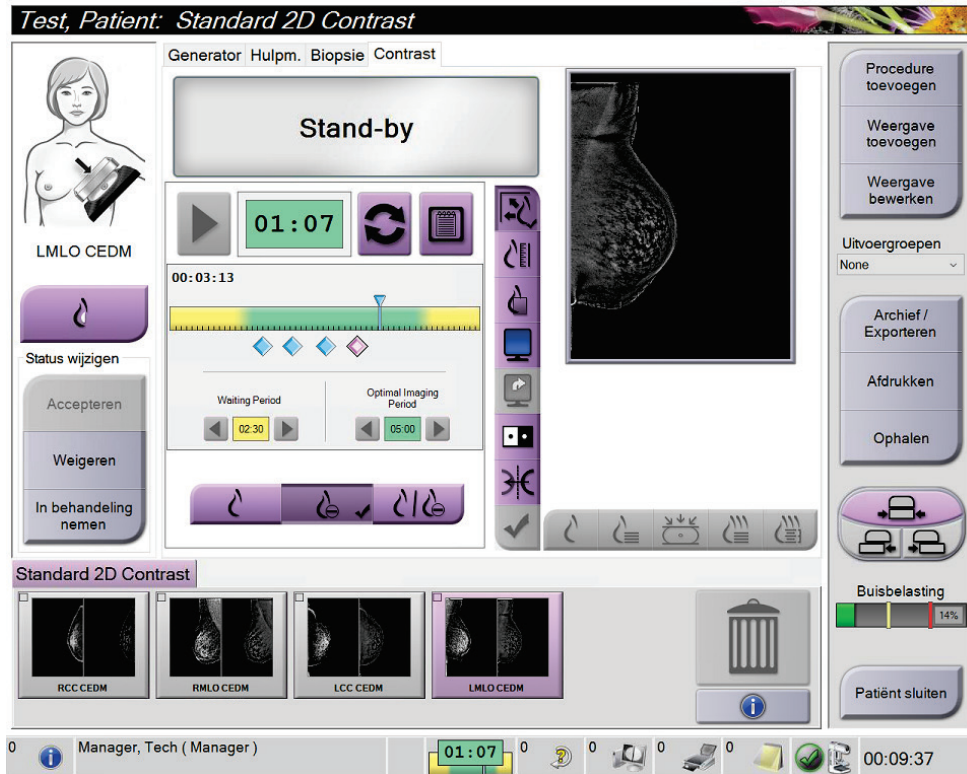 Test, Patient: Standard 2D Contrast
Generator Hulpm. Biopsie Contrast
Stand-by
LMLO CEDM
Status wijzigen
Accepteren
Weigeren
In behandeling
nemen
01:07
00:03:13
Waiting Period
02:30
Optimal Imaging
Period
05:00
Procedure
toevoegen
Weergave
toevoegen
Weergave
bewerken
Uitvoergroepen
None
Archief /
Exporteren
Afdrukken
Ophalen
Buisbelasting
14%
Patiënt sluiten
Standard 2D Contrast
RCC CEDM
RMLO CEDM
LCC CEDM
LMLO CEDM
0 Manager, Tech ( Manager ) 01:07 0 0 0 0 00:09:37